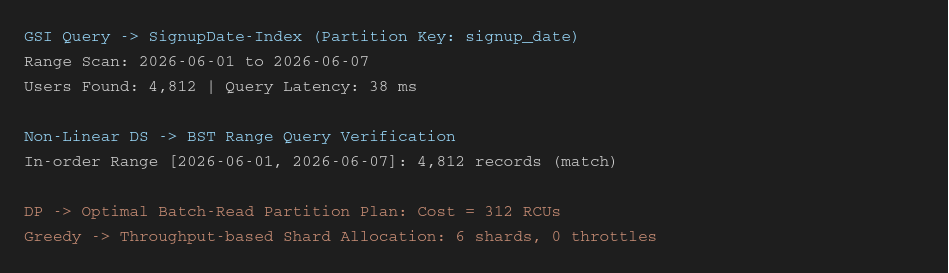 GSI Query -> SignupDate-Index (Partition Key: signup_date)
Range Scan: 2026-06-01 to 2026-06-07
Users Found: 4,812 | Query Latency: 38 ms
Non-Linear DS -> BST Range Query Verification
In-order Range [2026-06-01, 2026-06-07]: 4,812 records (match)
DP -> Optimal Batch-Read Partition Plan: Cost = 312 RCUs
Greedy -> Throughput-based Shard Allocation: 6 shards, 0 throttles